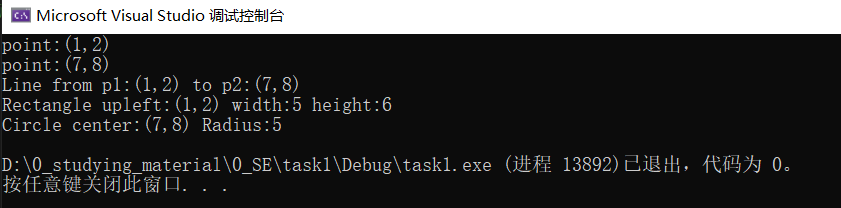 Microsoft Visual Studio 调试控制台
point:(1,2)
point:(7,8)
Line from p1:(1,2) to p2:(7,8)
Rectangle upleft:(1,2) width:5 height:6
Circle center:(7,8) Radius:5
D:\0_studying_material\0_SE\task1\Debug\task1.exe (进程 13892)已退出，代码为 0。
按任意键关闭此窗口. . .